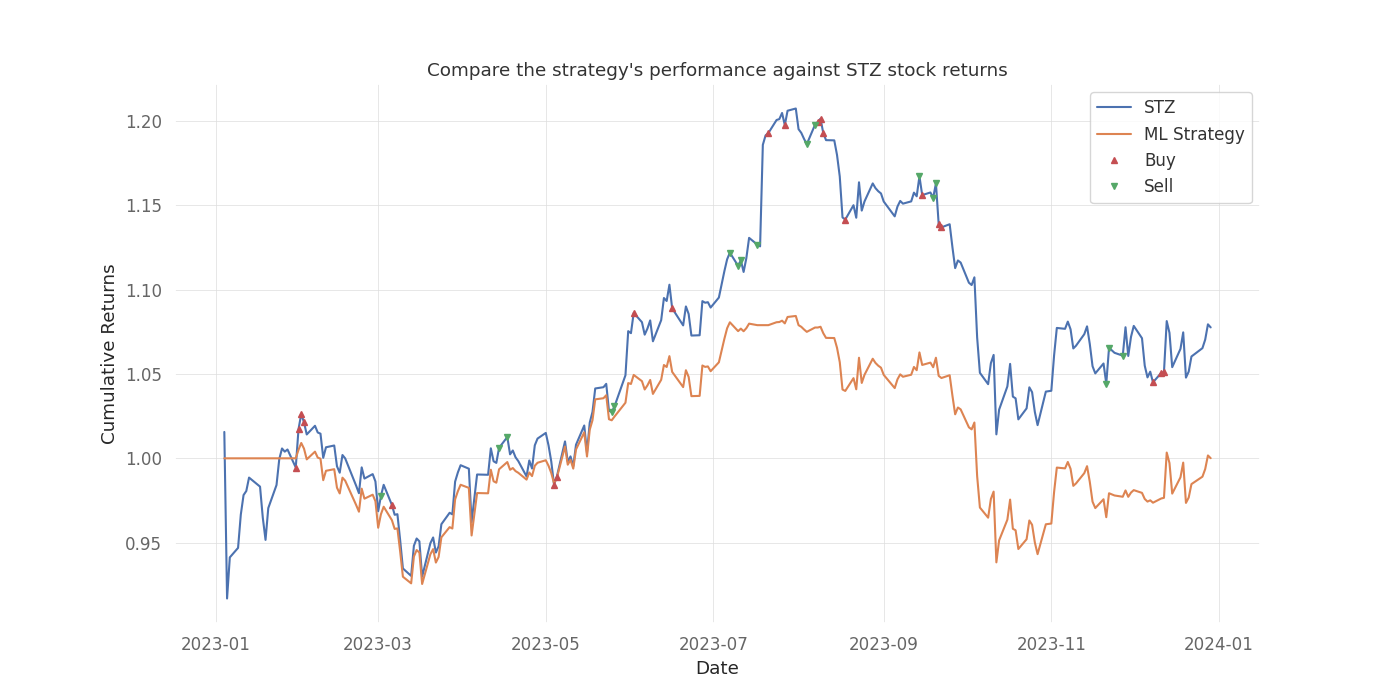 Compare the strategy's performance against STZ stock returns
STZ
ML Strategy
Buy
Sell
Cumulative Returns
1.20
1.15
1.10
1.05
1.00
0.95
2023-01 2023-03 2023-05 2023-07 2023-09 2023-11 2024-01
Date